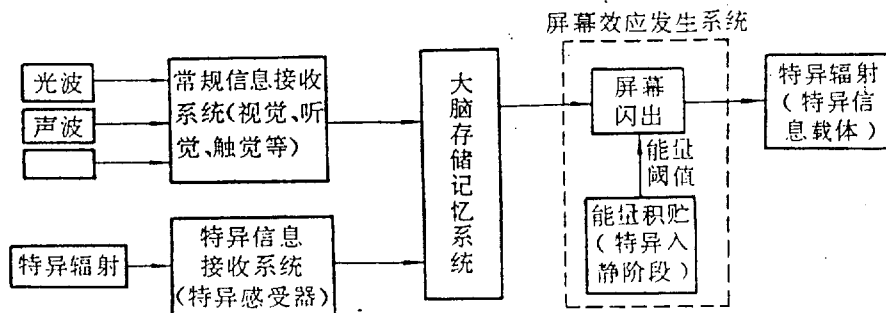 屏幕效应发生系统
光波
声波
常规信息接收
系统(视觉、听
觉、触觉等)
大脑存储记忆系统
屏幕
闪出
能量
阈值
能量积贮
(特异入
静阶段)
特异辐射
(特异信
息载体)
特异辐射
特异信息
接收系统
(特异感受器)